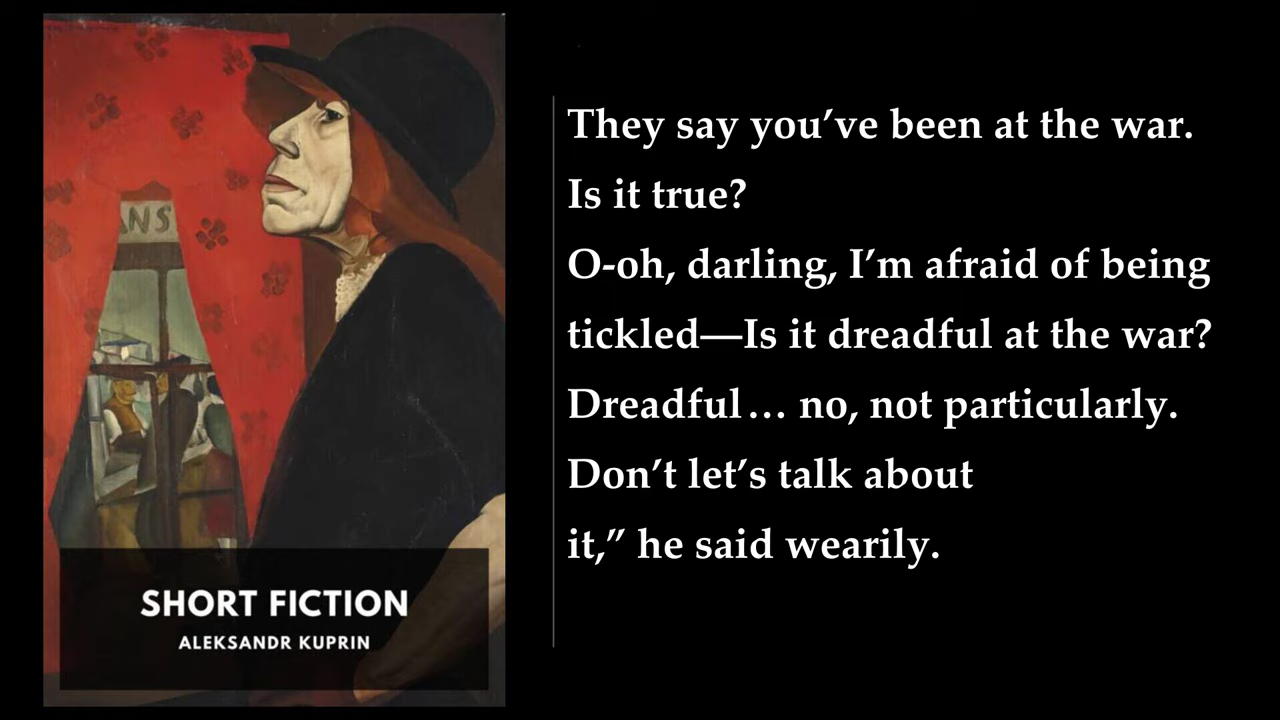 ANS
SHORT FICTION
ALEKSANDR KUPRIN
They say you’ve been at the war.
Is it true?
O-oh, darling, I’m afraid of being
tickled—Is it dreadful at the war?
Dreadful… no, not particularly.
Don’t let’s talk about
it,” he said wearily.